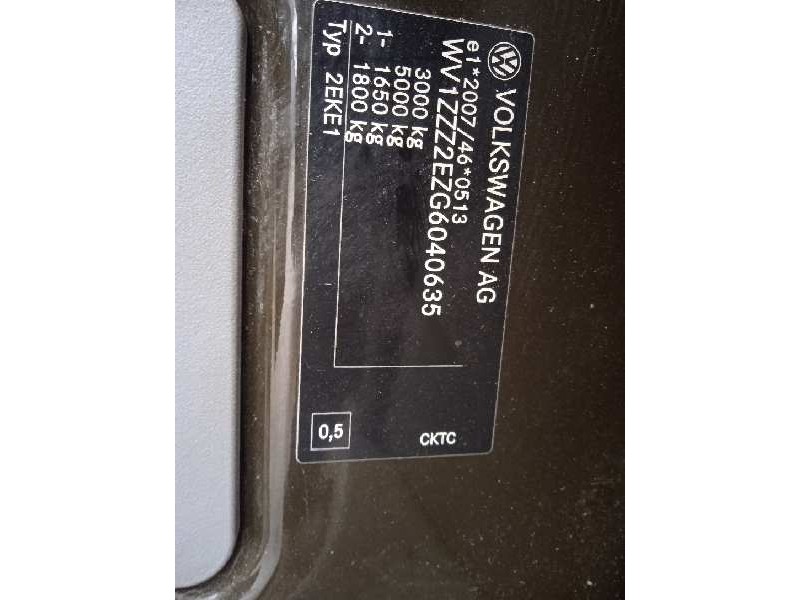 VOLKSWAGEN AG
e1*2007/46*0513
WV1ZZZ2EZG6040635
3000 kg
5000 kg
1- 1650 kg
2- 1800 kg
Typ 2EKE1
0,5
CKTC